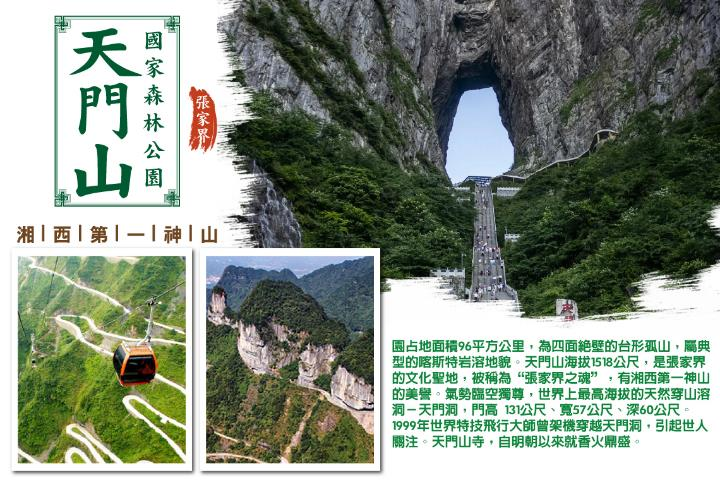 天門山
國家森林公園
張家界
湘|西|第|一|神|山
園占地面積96平方公里，為四面絕壁的台形孤山，屬典
型的喀斯特岩溶地貌。天門山海拔1518公尺，是張家界
的文化聖地，被稱為“張家界之魂”，有湘西第一神山
的美譽。氣勢臨空獨尊，世界上最高海拔的天然穿山溶
洞－天門洞，門高 131公尺、寬57公尺、深60公尺。
1999年世界特技飛行大師曾架機穿越天門洞，引起世人
關注。天門山寺，自明朝以來就香火鼎盛。